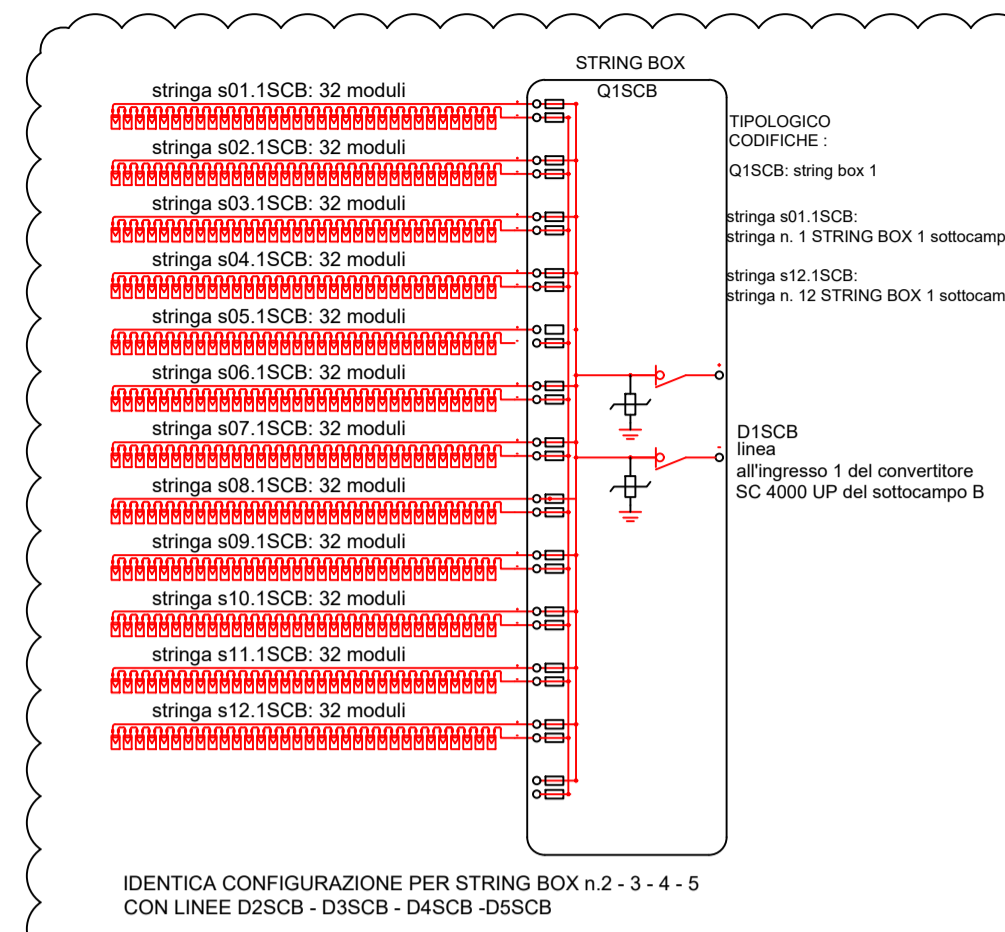 STRING BOX
Q1SCB
stringa s01.1SCB: 32 moduli
stringa s02.1SCB: 32 moduli
stringa s03.1SCB: 32 moduli
stringa s04.1SCB: 32 moduli
stringa s05.1SCB: 32 moduli
stringa s06.1SCB: 32 moduli
stringa s07.1SCB: 32 moduli
stringa s08.1SCB: 32 moduli
stringa s09.1SCB: 32 moduli
stringa s10.1SCB: 32 moduli
stringa s11.1SCB: 32 moduli
stringa s12.1SCB: 32 moduli
TIPOLOGICO
CODIFICHE :
Q1SCB: string box 1
stringa s01.1SCB:
stringa n. 1 STRING BOX 1 sottocamp
stringa s12.1SCB:
stringa n. 12 STRING BOX 1 sottocam
D1SCB
linea
all'ingresso 1 del convertitore
SC 4000 UP del sottocampo B
IDENTICA CONFIGURAZIONE PER STRING BOX n.2 - 3 - 4 - 5
CON LINEE D2SCB - D3SCB - D4SCB -D5SCB